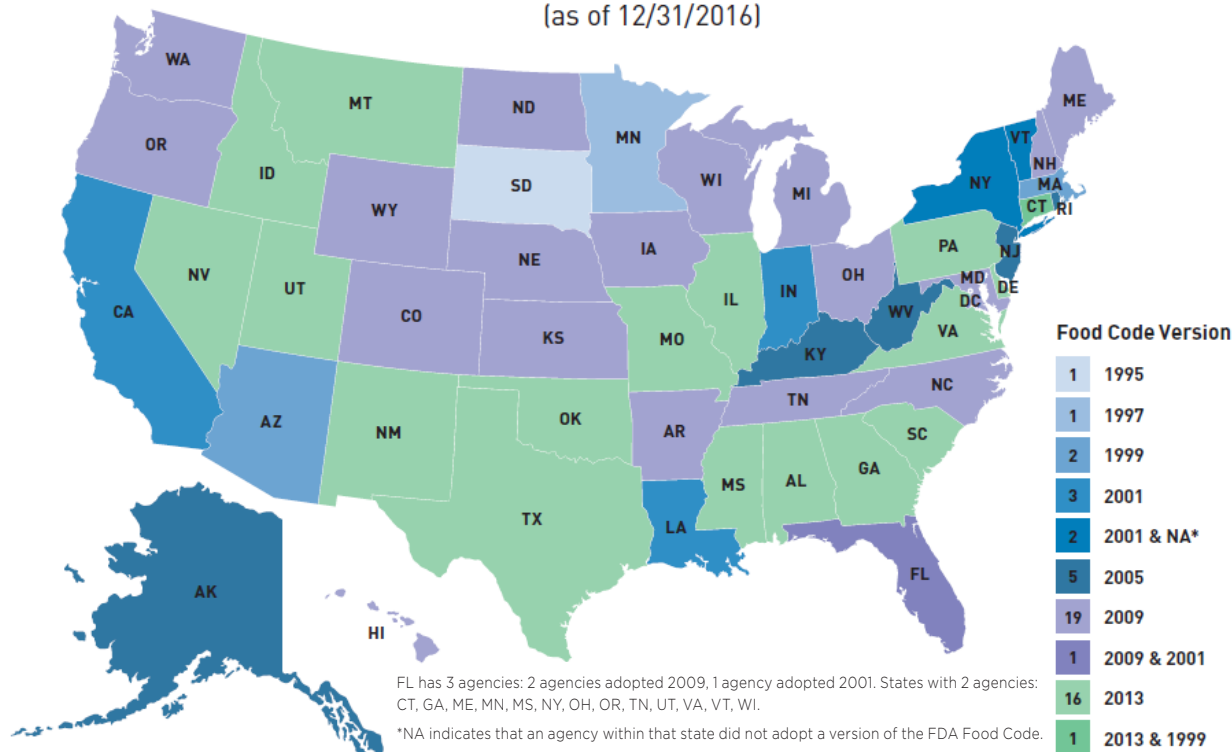 (as of 12/31/2016)
WA
ME
MT
ND
MN
VT
OR
NH
ID
SD
WI
NY
MA
MI
WY
CT
RI
IA
PA
NE
NJ
NV
OH
MD
DE
UT
IL
IN
DC
CA
CO
WV
VA
KS
MO
KY
NC
TN
AZ
OK
NM
AR
SC
MS
AL
GA
TX
LA
FL
AK
HI
Food Code Version
1 1995
1 1997
2 1999
3 2001
2 2001 & NA*
5 2005
19 2009
1 2009 & 2001
16 2013
1 2013 & 1999
FL has 3 agencies: 2 agencies adopted 2009, 1 agency adopted 2001. States with 2 agencies:
CT, GA, ME, MN, MS, NY, OH, OR, TN, UT, VA, VT, WI.
*NA indicates that an agency within that state did not adopt a version of the FDA Food Code.